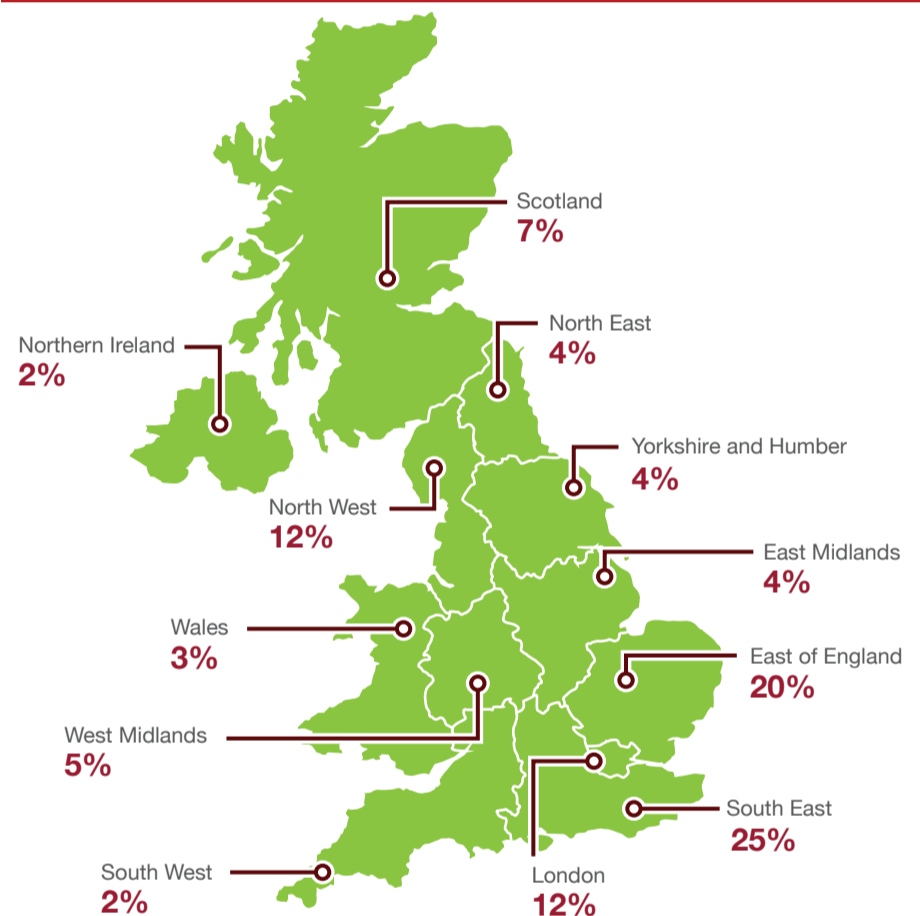 Scotland
7%
North East
4%
Northern Ireland
2%
Yorkshire and Humber
4%
North West
12%
East Midlands
4%
Wales
3%
East of England
20%
West Midlands
5%
South East
25%
South West
2%
London
12%